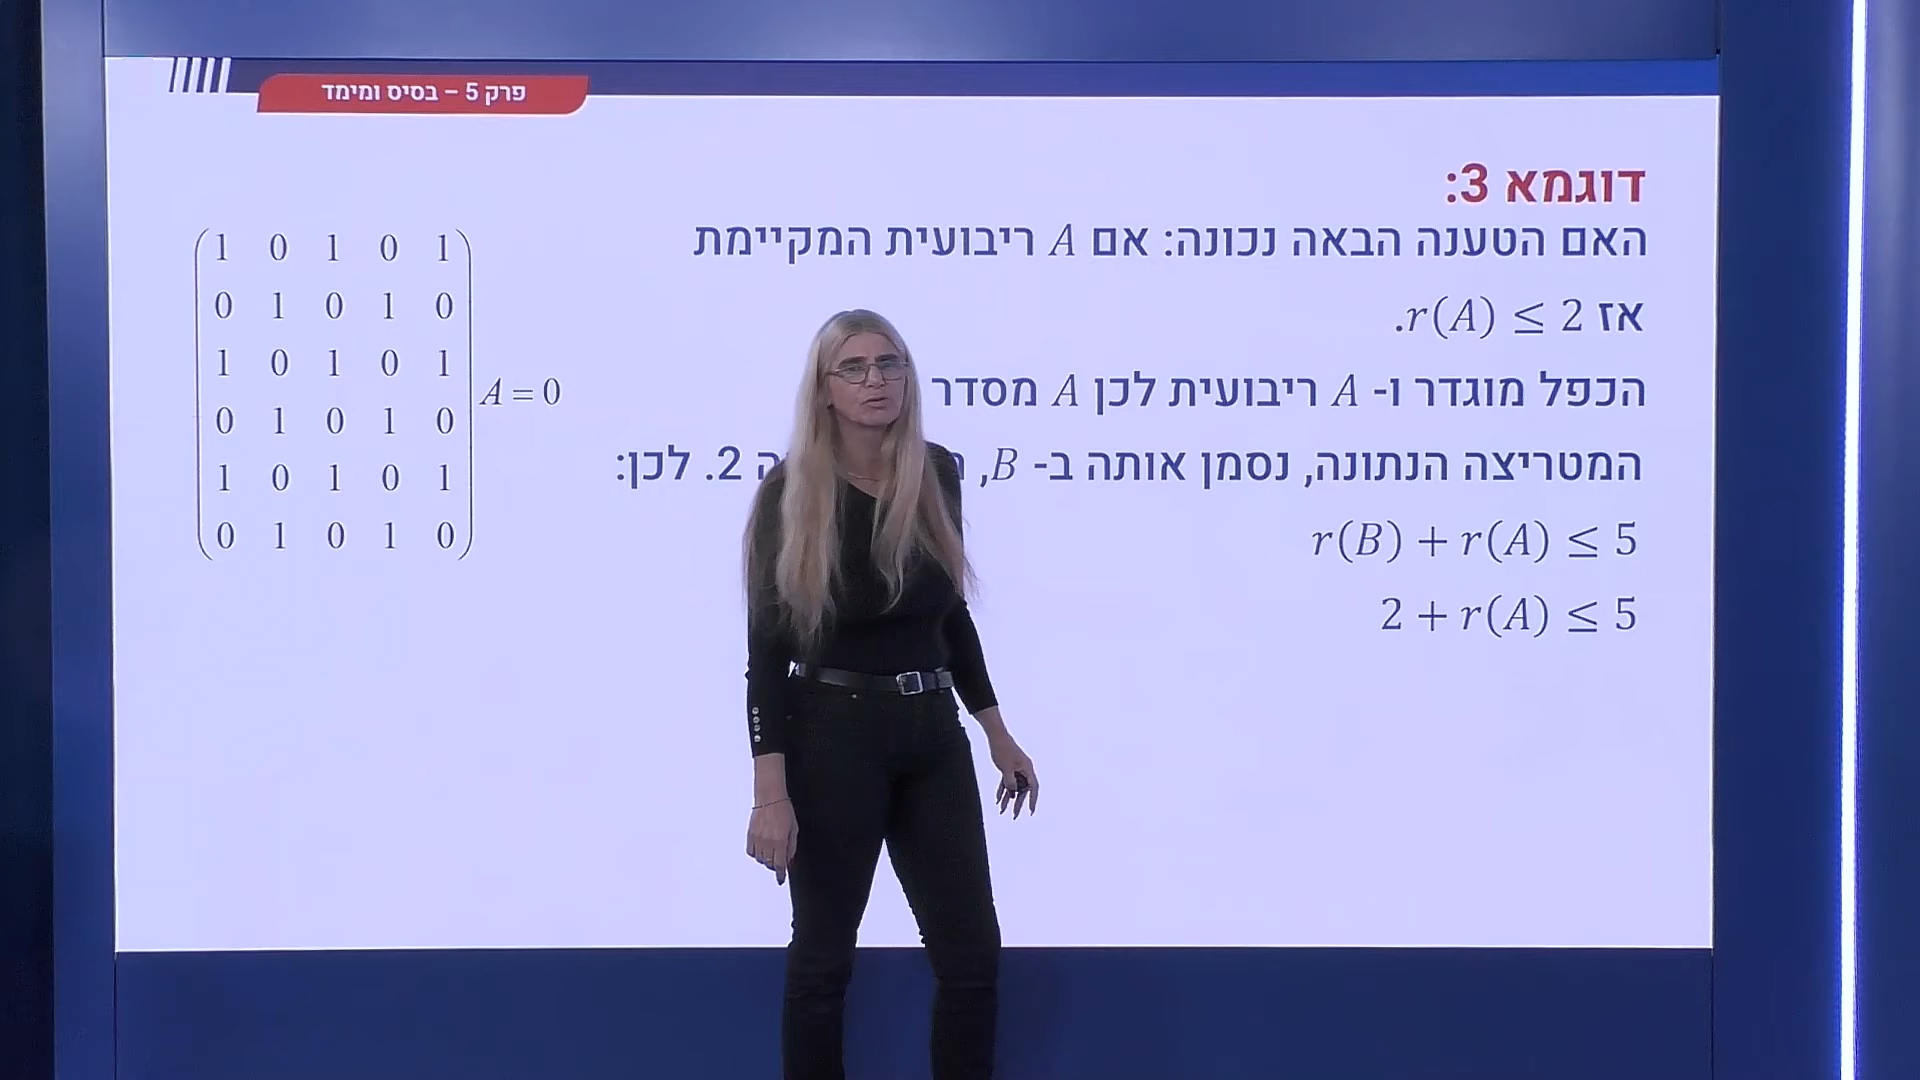 פרק 5 – בסיס ומימד
דוגמא 3:
האם הטענה הבאה נכונה: אם A ריבועית המקיימת
1 0 1 0 1
0 1 0 1 0
1 0 1 0 1
0 1 0 1 0
1 0 1 0 1
0 1 0 1 0
A = 0
אז r(A) ≤ 2.
הכפל מוגדר ו- A ריבועית לכן A מסדר
המטריצה הנתונה, נסמן אותה ב- B, 2. לכן:
r(B) + r(A) ≤ 5
2 + r(A) ≤ 5